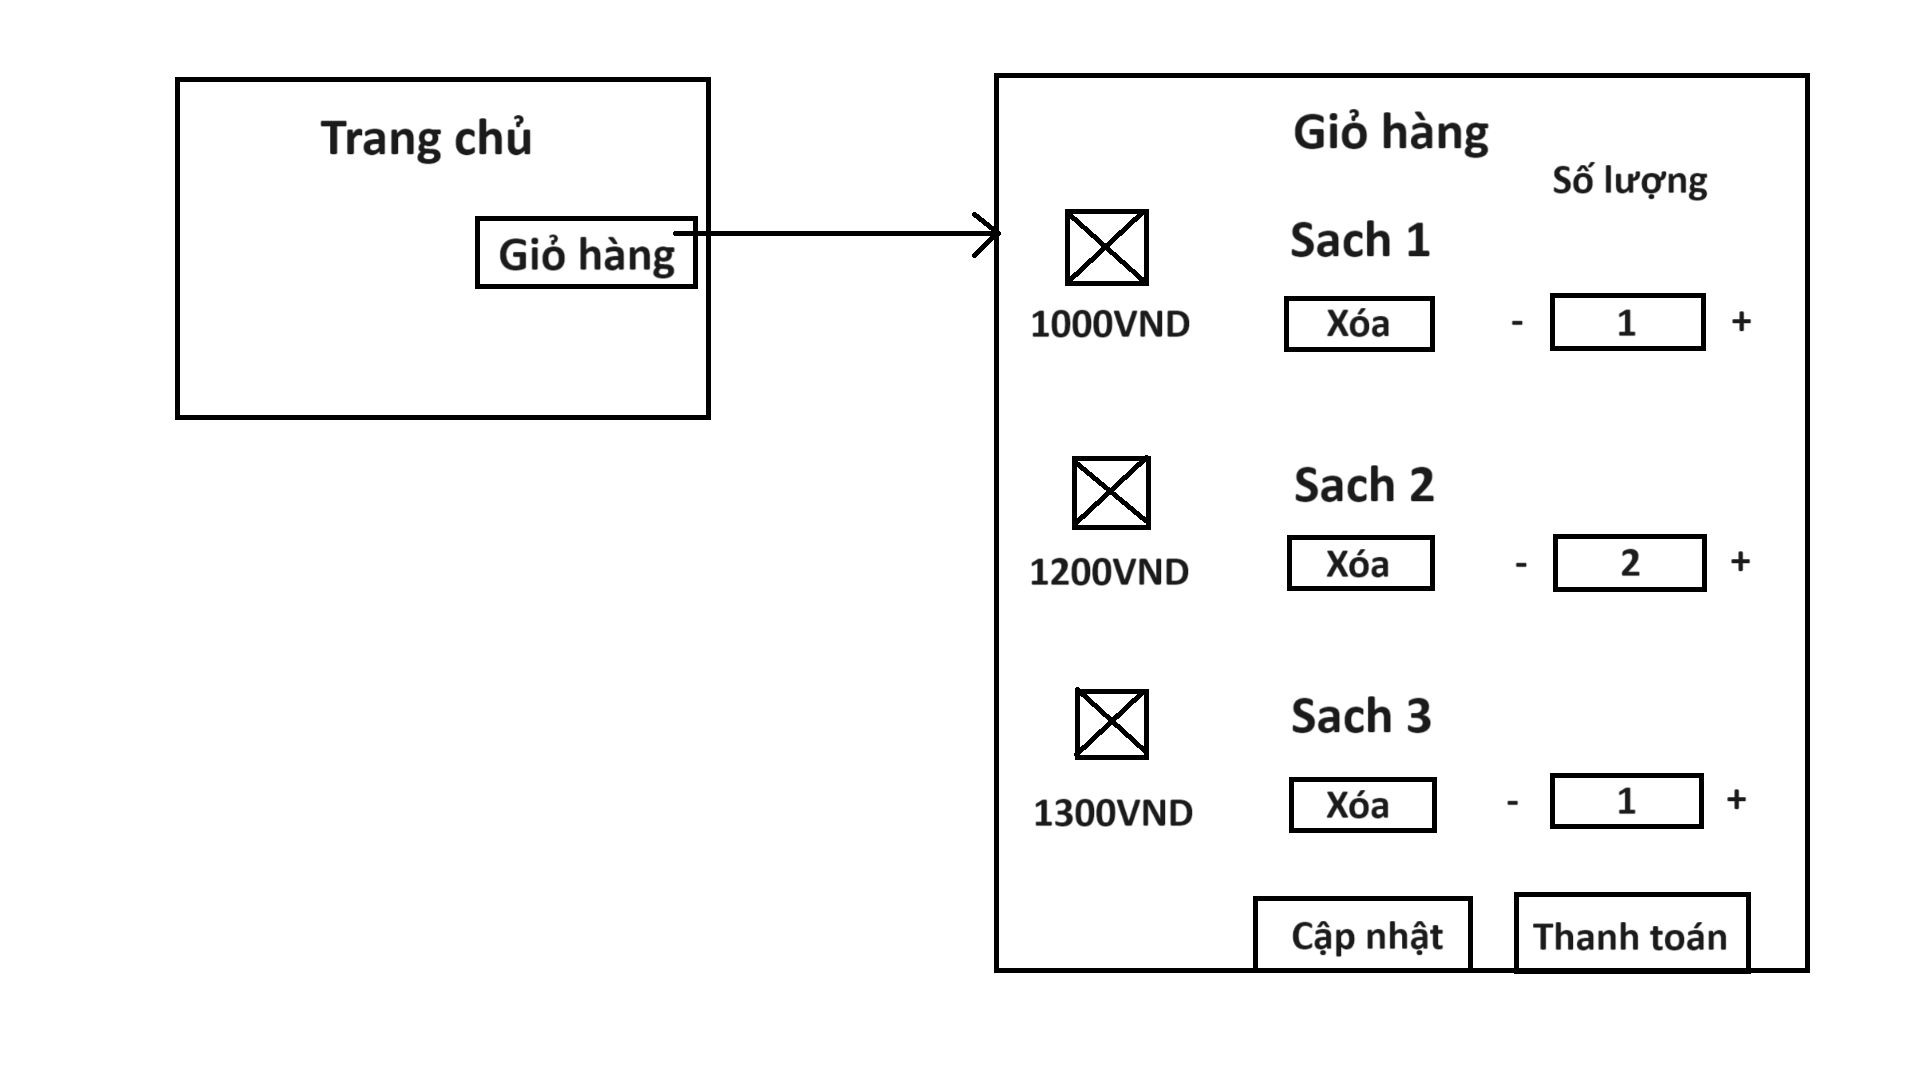 Trang chủ
Giỏ hàng
Giỏ hàng
Số lượng
Sach 1
1000VND
Xóa
- 1 +
Sach 2
1200VND
Xóa
- 2 +
Sach 3
1300VND
Xóa
- 1 +
Cập nhật
Thanh toán